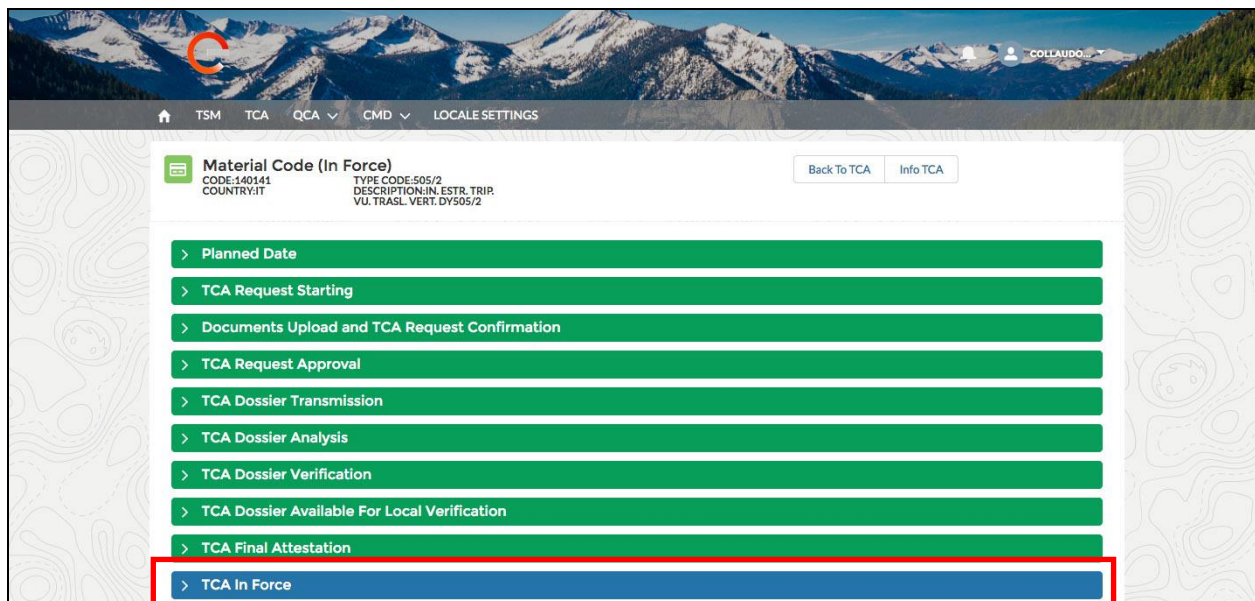 COLLAUDO...
TSM TCA QCA CMD LOCALE SETTINGS
Material Code (In Force)
CODE:140141 TYPE CODE:505/2
COUNTRY:IT DESCRIPTION:IN. ESTR. TRIP.
VU. TRASL. VERT. DY505/2
Back To TCA Info TCA
Planned Date
TCA Request Starting
Documents Upload and TCA Request Confirmation
TCA Request Approval
TCA Dossier Transmission
TCA Dossier Analysis
TCA Dossier Verification
TCA Dossier Available For Local Verification
TCA Final Attestation
TCA In Force